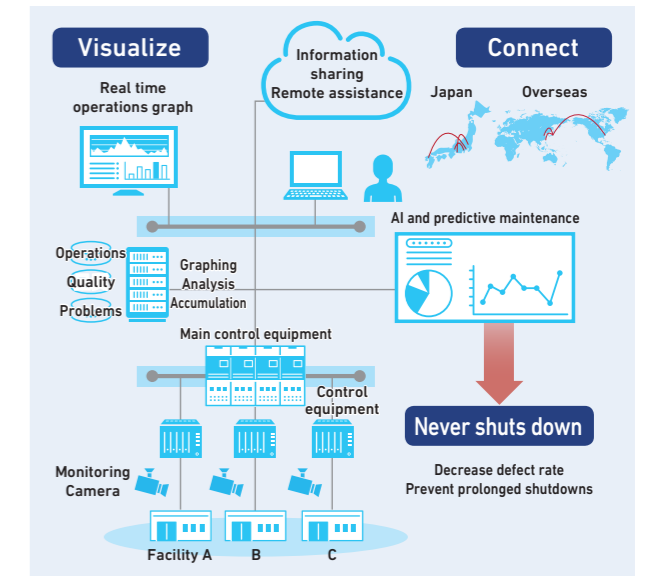 Visualize
Connect
Information
sharing
Remote assistance
Real time
operations graph
Japan
Overseas
AI and predictive maintenance
Operations
Quality
Problems
Graphing
Analysis
Accumulation
Main control equipment
Control
equipment
Never shuts down
Decrease defect rate
Prevent prolonged shutdowns
Monitoring
Camera
Facility A
B
C